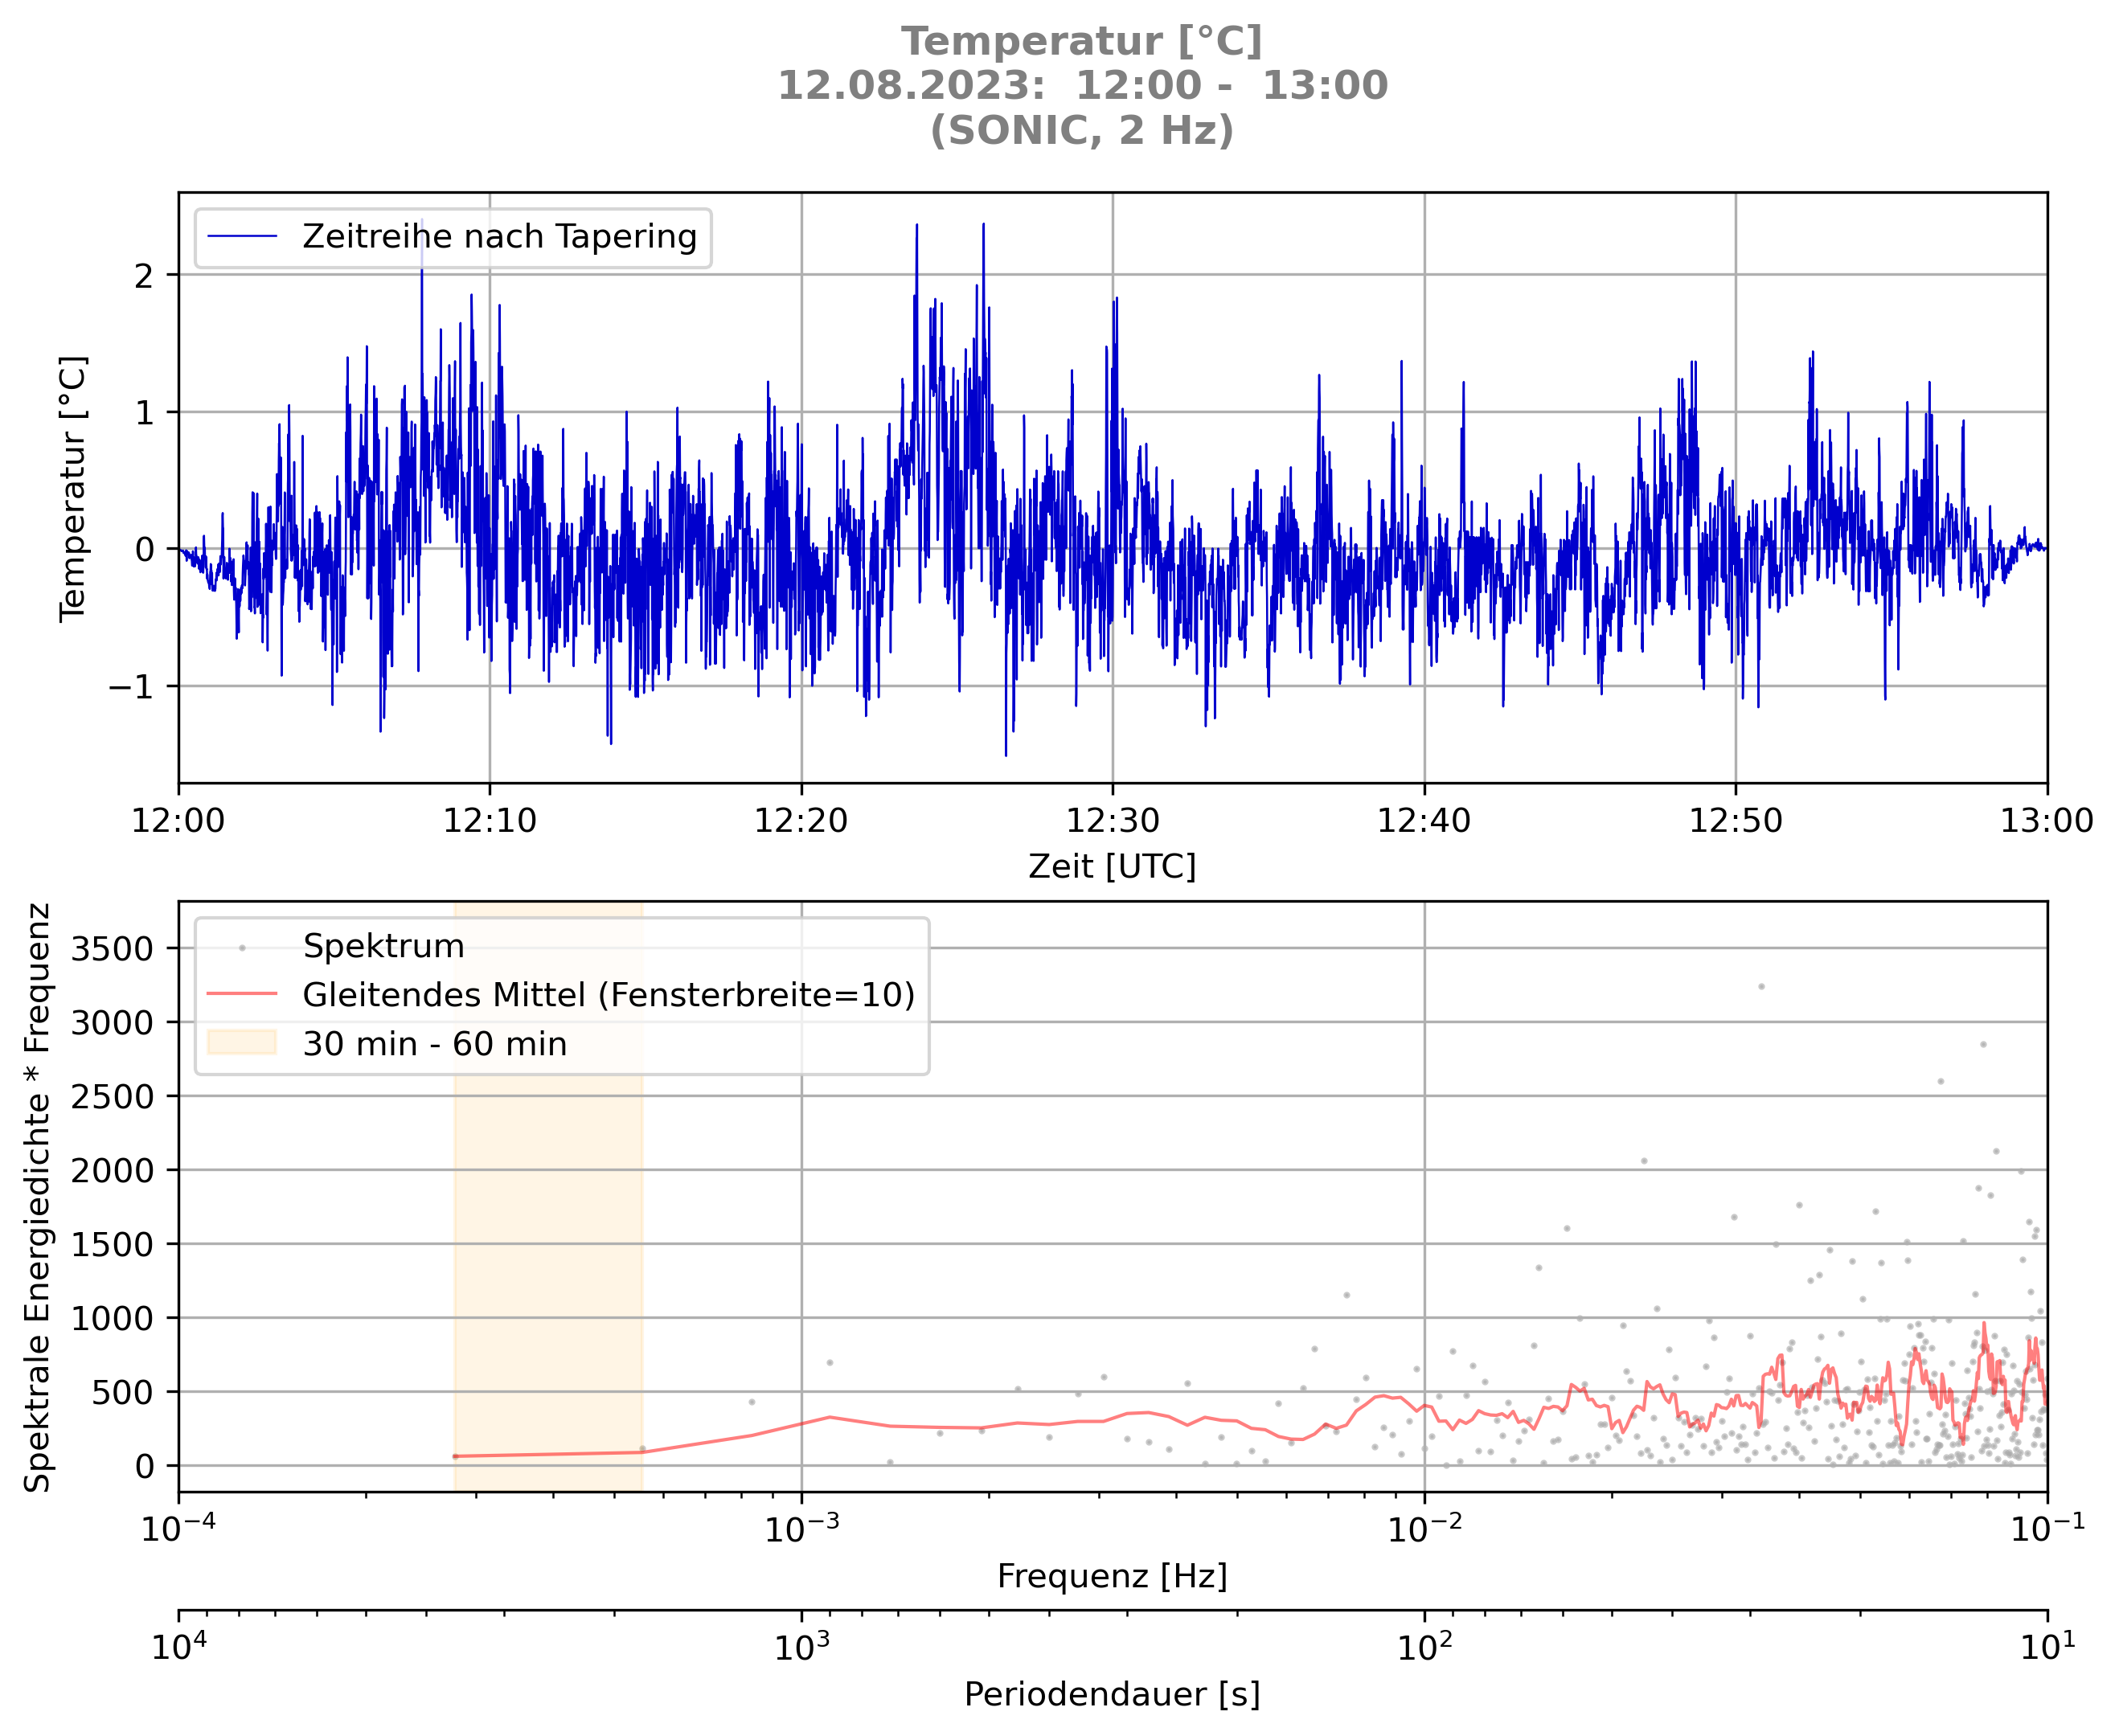 Temperatur [°C]
12.08.2023:  12:00 -  13:00
(SONIC, 2 Hz)
Zeitreihe nach Tapering
Temperatur [°C]
2
1
0
−1
12:00 12:10 12:20 12:30 12:40 12:50 13:00
Zeit [UTC]
Spektrale Energiedichte * Frequenz
3500
3000
2500
2000
1500
1000
500
0
Spektrum
Gleitendes Mittel (Fensterbreite=10)
30 min - 60 min
10⁻⁴ 10⁻³ 10⁻² 10⁻¹
Frequenz [Hz]
10⁴ 10³ 10² 10¹
Periodendauer [s]